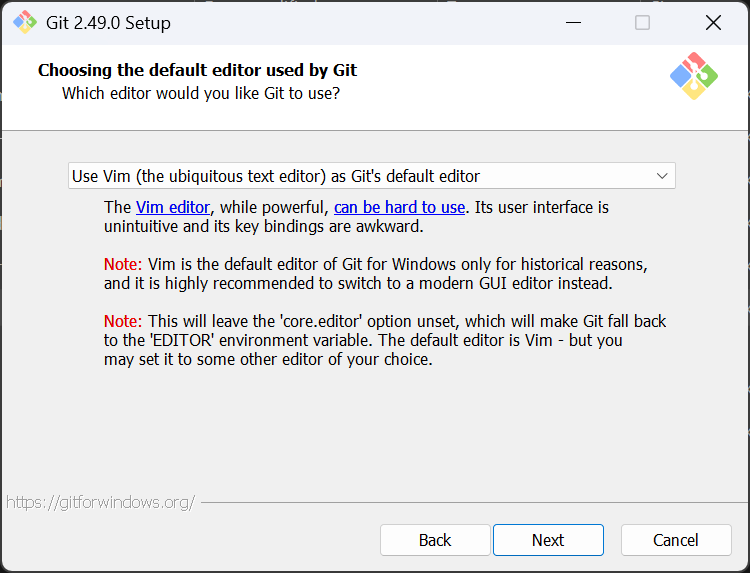 Git 2.49.0 Setup
Choosing the default editor used by Git
Which editor would you like Git to use?
Use Vim (the ubiquitous text editor) as Git's default editor
The Vim editor, while powerful, can be hard to use. Its user interface is
unintuitive and its key bindings are awkward.
Note: Vim is the default editor of Git for Windows only for historical reasons,
and it is highly recommended to switch to a modern GUI editor instead.
Note: This will leave the 'core.editor' option unset, which will make Git fall back
to the 'EDITOR' environment variable. The default editor is Vim - but you
may set it to some other editor of your choice.
https://gitforwindows.org/
Back Next Cancel